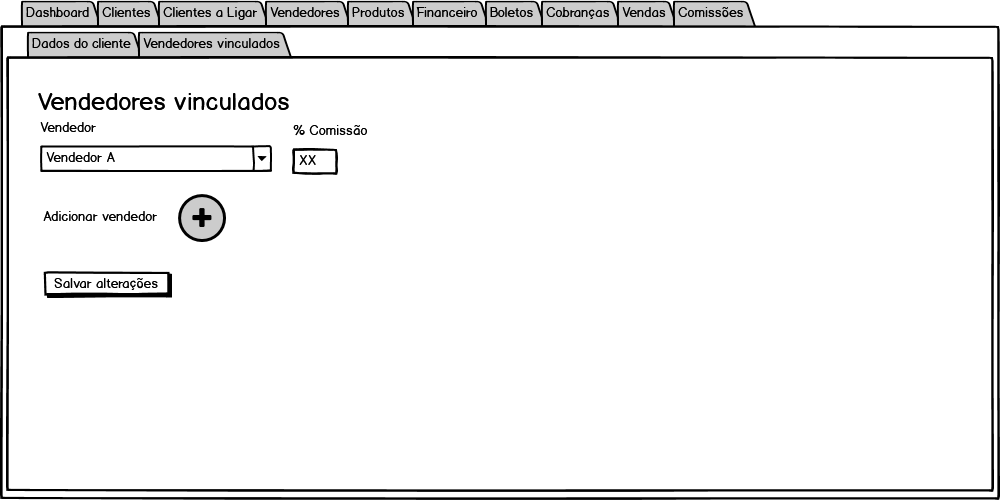 Dashboard Clientes Clientes a Ligar Vendedores Produtos Financeiro Boletos Cobranças Vendas Comissões
Dados do cliente Vendedores vinculados
Vendedores vinculados
Vendedor % Comissão
Vendedor A XX
Adicionar vendedor
Salvar alterações